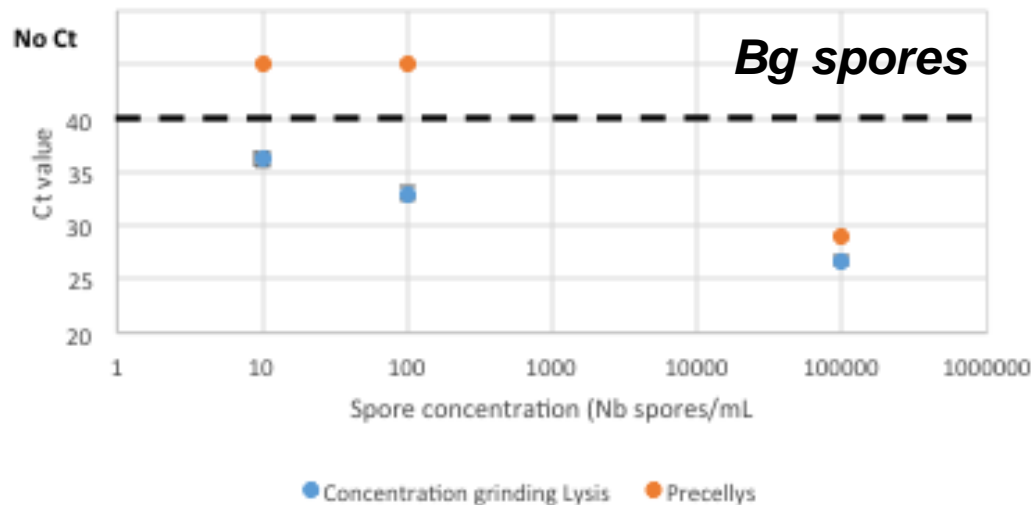 No Ct
Bg spores
40
35
30
25
20
Ct value
1 10 100 1000 10000 100000 1000000
Spore concentration (Nb spores/mL
Concentration grinding Lysis Precellys